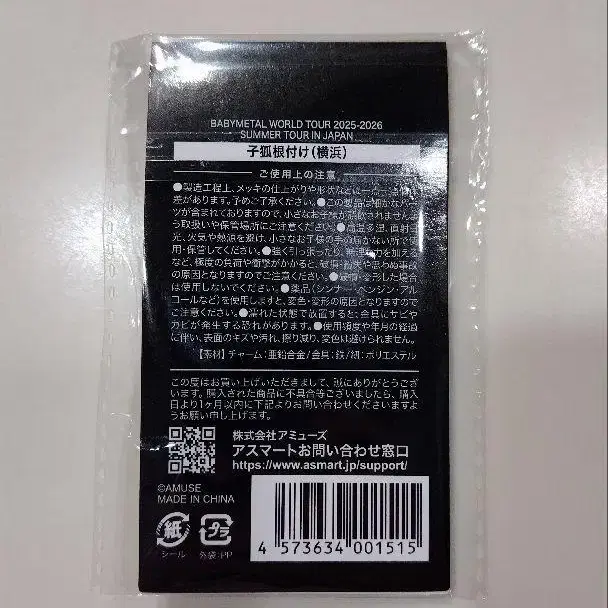 BABYMETAL WORLD TOUR 2025-2026
SUMMER TOUR IN JAPAN
子狐根付け(横浜)
ご使用上の注意
●製造工程上、メッキの仕上がりや形状などに
差があります。予めご了承ください。●この製品は細かなパー
ツが含まれておりますので、小さなお子様が誤飲されませんよ
う取扱いや保管場所にご注意ください。●高温多湿、直射
光、火気や熱源を避け、小さなお子様の手の届かない所で使
用・保管してください。●強く引っ張ったり、無理な力を加える
など、極度の負荷や衝撃がかかると、破損・紛失や思わぬ事故
の原因となりますのでご注意ください。●破損・変形した場合
は使用しないでください。●薬品(シンナー・ベンジン・アル
コールなど)を使用しますと、変色・変形の原因となりますので
ご注意ください。●濡れた状態で放置すると、金具にサビや
カビが発生する恐れがあります。●使用頻度や年月の経過
に伴い、表面のキズや汚れ、擦り減り、変色は避けられません。
【素材】チャーム:亜鉛合金/金具:鉄/紐:ポリエステル
この度はお買い上げいただきまして、誠にありがとうござ
います。購入された商品に不具合等ございましたら、購入
日より1ヶ月以内に下記よりお問い合わせくださいますよ
うお願い申し上げます。
株式会社アミューズ
アスマートお問い合わせ窓口
https://www.asmart.jp/support/
©AMUSE
MADE IN CHINA
紙
シール
プラ
外袋:PP
4 573634 001515